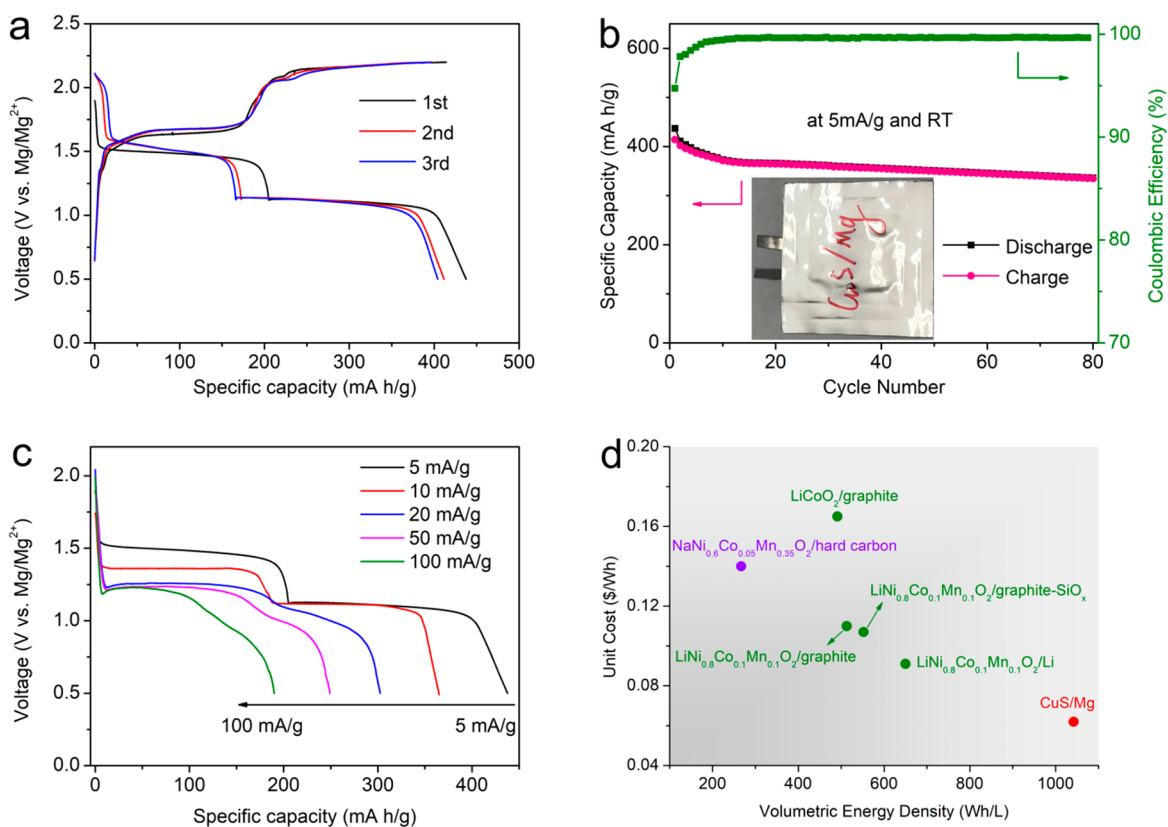 a
2.5
2.0
1.5
1.0
0.5
0.0
Voltage (V vs. Mg/Mg²⁺)
1st
2nd
3rd
0 100 200 300 400 500
Specific capacity (mA h/g)
b
600
400
200
0
Specific Capacity (mA h/g)
at 5mA/g and RT
CuS/Mg
Discharge
Charge
100
90
80
70
Coulombic Efficiency (%)
0 20 40 60 80
Cycle Number
c
2.0
1.5
1.0
0.5
0.0
Voltage (V vs. Mg/Mg²⁺)
5 mA/g
10 mA/g
20 mA/g
50 mA/g
100 mA/g
100 mA/g 5 mA/g
0 100 200 300 400
Specific capacity (mA h/g)
d
0.20
0.16
0.12
0.08
0.04
Unit Cost ($/Wh)
LiCoO₂/graphite
NaNi₀.₆Co₀.₀₅Mn₀.₃₅O₂/hard carbon
LiNi₀.₈Co₀.₁Mn₀.₁O₂/graphite-SiOₓ
LiNi₀.₈Co₀.₁Mn₀.₁O₂/graphite
LiNi₀.₈Co₀.₁Mn₀.₁O₂/Li
CuS/Mg
200 400 600 800 1000
Volumetric Energy Density (Wh/L)